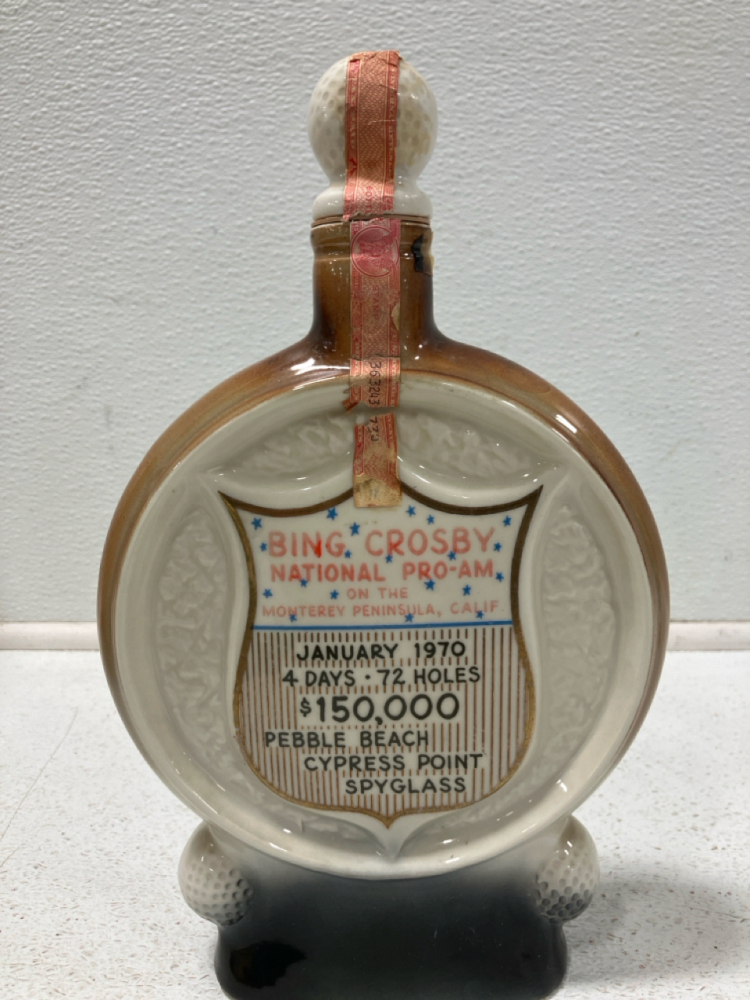 BING CROSBY
NATIONAL PRO-AM
ON THE
MONTEREY PENINSULA, CALIF.
JANUARY 1970
4 DAYS • 72 HOLES
$150,000
PEBBLE BEACH
CYPRESS POINT
SPYGLASS